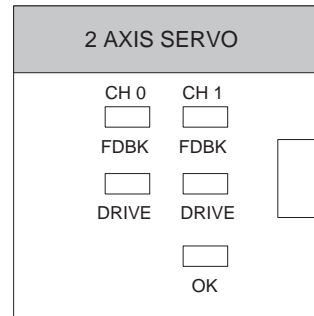 2 AXIS SERVO
CH 0 CH 1
FDBK FDBK
DRIVE DRIVE
OK